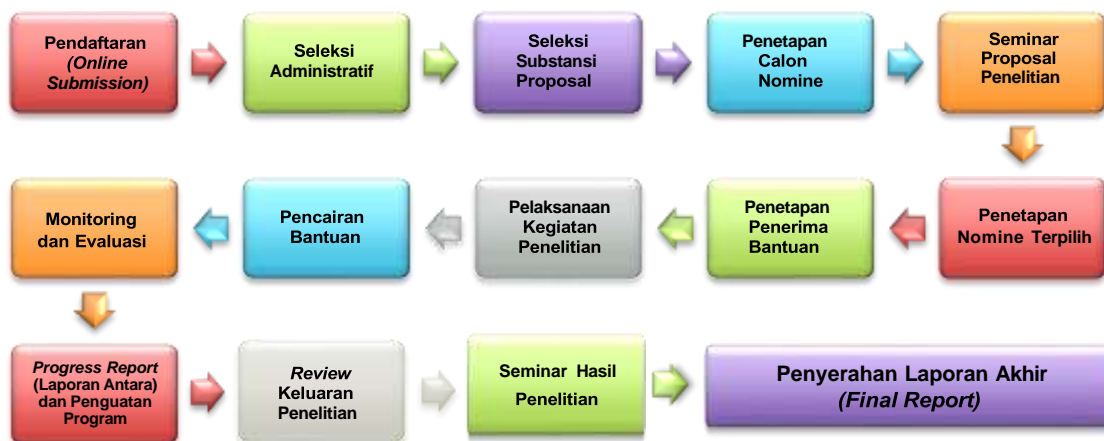 Pendaftaran
(Online
Submission)
Seleksi
Administratif
Seleksi
Substansi
Proposal
Penetapan
Calon
Nomine
Seminar
Proposal
Penelitian
Penetapan
Nomine Terpilih
Penetapan
Penerima
Bantuan
Pelaksanaan
Kegiatan
Penelitian
Pencairan
Bantuan
Monitoring
dan Evaluasi
Progress Report
(Laporan Antara)
dan Penguatan
Program
Review
Keluaran
Penelitian
Seminar Hasil
Penelitian
Penyerahan Laporan Akhir
(Final Report)